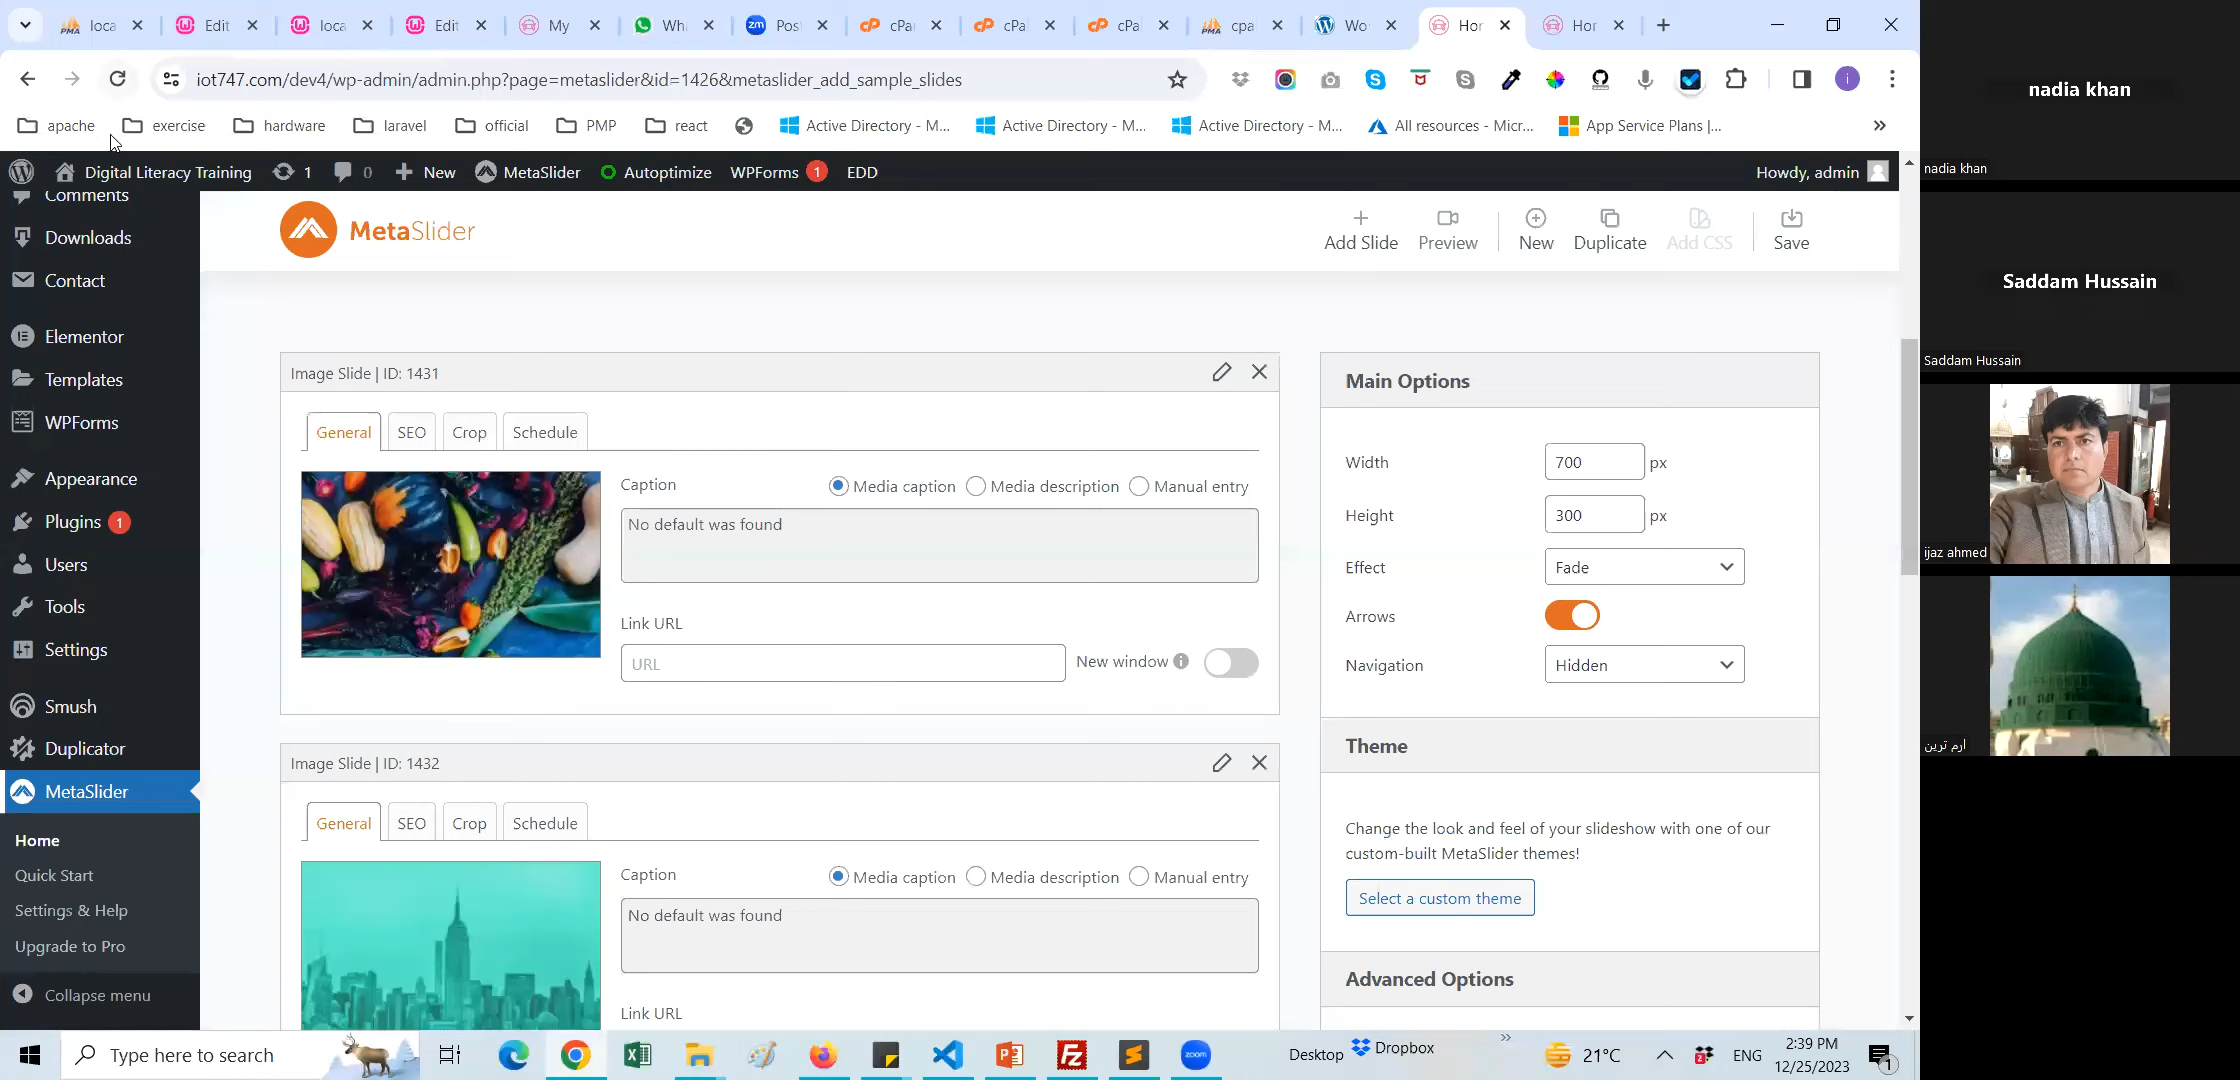 loca
Edit
loca
Edit
My
Wh
Post
cPa
cPa
cPa
cpa
Wo
Hor
Hor
iot747.com/dev4/wp-admin/admin.php?page=metaslider&id=1426&metaslider_add_sample_slides
apache
exercise
hardware
laravel
official
PMP
react
Active Directory - M...
Active Directory - M...
Active Directory - M...
All resources - Micr...
App Service Plans |...
Digital Literacy Training
1
0
New
MetaSlider
Autoptimize
WPForms 1
EDD
Howdy, admin
Comments
Downloads
Contact
Elementor
Templates
WPForms
Appearance
Plugins 1
Users
Tools
Settings
Smush
Duplicator
MetaSlider
Home
Quick Start
Settings & Help
Upgrade to Pro
Collapse menu
MetaSlider
Add Slide
Preview
New
Duplicate
Add CSS
Save
Image Slide | ID: 1431
General
SEO
Crop
Schedule
Caption
Media caption
Media description
Manual entry
No default was found
Link URL
URL
New window
Image Slide | ID: 1432
General
SEO
Crop
Schedule
Caption
Media caption
Media description
Manual entry
No default was found
Link URL
Main Options
Width 700 px
Height 300 px
Effect Fade
Arrows
Navigation Hidden
Theme
Change the look and feel of your slideshow with one of our
custom-built MetaSlider themes!
Select a custom theme
Advanced Options
nadia khan
nadia khan
Saddam Hussain
Saddam Hussain
ijaz ahmed
ارم ترین
Type here to search
Desktop
Dropbox
21°C
ENG
2:39 PM
12/25/2023
1